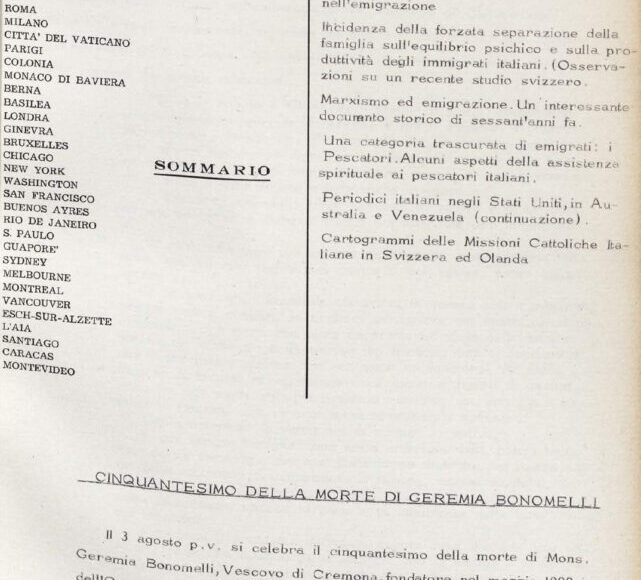 ROMA
MILANO
CITTA' DEL VATICANO
PARIGI
COLONIA
MONACO DI BAVIERA
BERNA
BASILEA
LONDRA
GINEVRA
BRUXELLES
CHICAGO
NEW YORK
WASHINGTON
SAN FRANCISCO
BUENOS AYRES
RIO DE JANEIRO
S. PAULO
GUAPORE'
SYDNEY
MELBOURNE
MONTREAL
VANCOUVER
ESCH-SUR-ALZETTE
L'AIA
SANTIAGO
CARACAS
MONTEVIDEO
SOMMARIO
nell'emigrazione
Incidenza della forzata separazione della
famiglia sull'equilibrio psichico e sulla pro-
duttività degli immigrati italiani. (Osserva-
zioni su un recente studio svizzero.
Marxismo ed emigrazione. Un interessante
documento storico di sessant'anni fa.
Una categoria trascurata di emigrati: i
Pescatori. Alcuni aspetti della assistenza
spirituale ai pescatori italiani.
Periodici italiani negli Stati Uniti, in Au-
stralia e Venezuela (continuazione).
Cartogrammi delle Missioni Cattoliche Ita-
liane in Svizzera ed Olanda
CINQUANTESIMO DELLA MORTE DI GEREMIA BONOMELLI
Il 3 agosto p.v. si celebra il cinquantesimo della morte di Mons.
Geremia Bonomelli, Vescovo di Cremona, fondatore nel